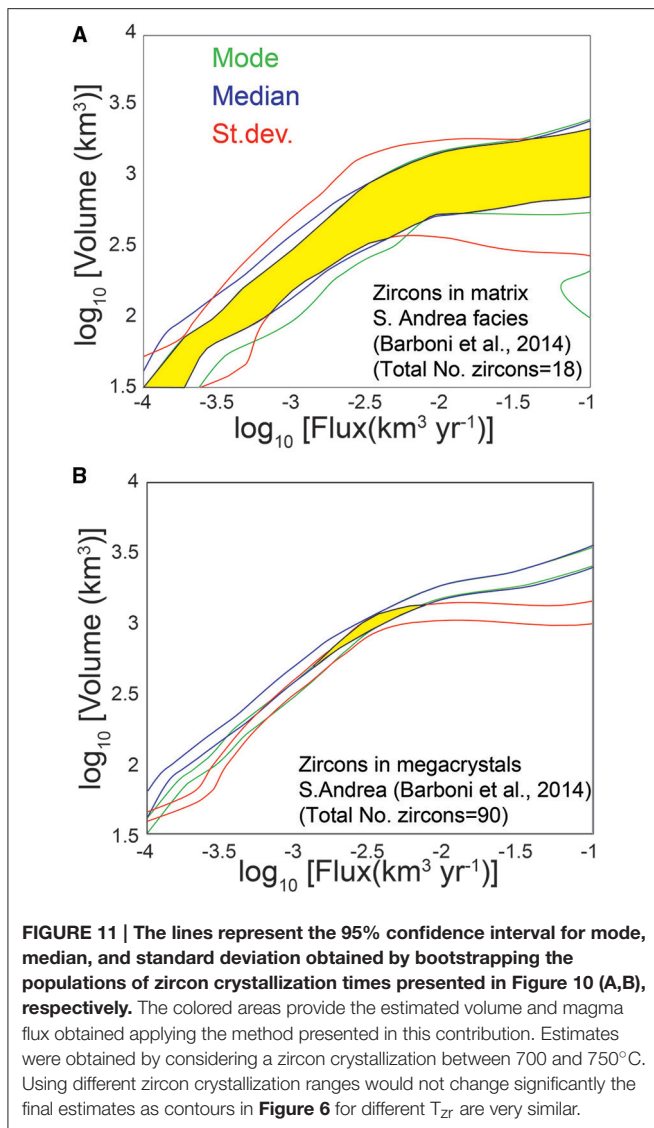 A
4
3.5
3
2.5
2
1.5
log10 [Volume (km3)]
Mode
Median
St.dev.
Zircons in matrix
S. Andrea facies
(Barboni et al., 2014)
(Total No. zircons=18)
-4 -3.5 -3 -2.5 -2 -1.5 -1
log10 [Flux(km3 yr-1)]
B
4
3.5
3
2.5
2
1.5
log10 [Volume (km3)]
Zircons in megacrystals
S.Andrea (Barboni et al., 2014)
(Total No. zircons=90)
-4 -3.5 -3 -2.5 -2 -1.5 -1
log10 [Flux(km3 yr-1)]
FIGURE 11 | The lines represent the 95% confidence interval for mode,
median, and standard deviation obtained by bootstrapping the
populations of zircon crystallization times presented in Figure 10 (A,B),
respectively. The colored areas provide the estimated volume and magma
flux obtained applying the method presented in this contribution. Estimates
were obtained by considering a zircon crystallization between 700 and 750°C.
Using different zircon crystallization ranges would not change significantly the
final estimates as contours in Figure 6 for different Tzr are very similar.